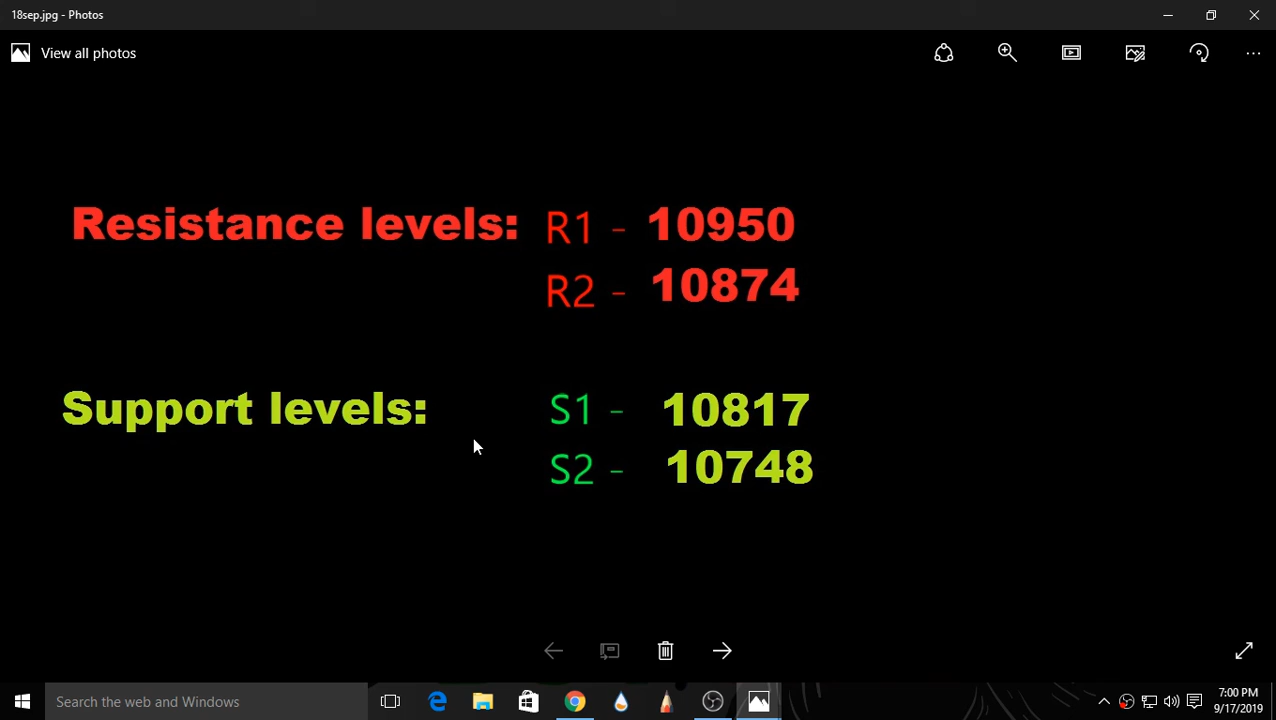 18sep.jpg - Photos
View all photos
Resistance levels: R1 - 10950
R2 - 10874
Support levels: S1 - 10817
S2 - 10748
Search the web and Windows
7:00 PM
9/17/2019